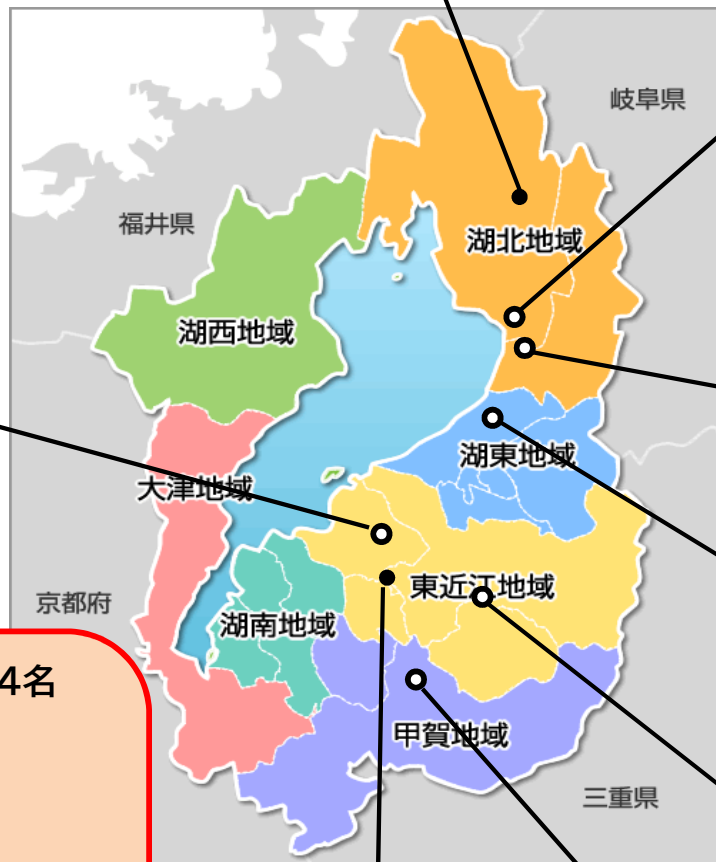 岐阜県
福井県
湖北地域
湖西地域
湖東地域
大津地域
東近江地域
京都府
湖南地域
4名
甲賀地域
三重県